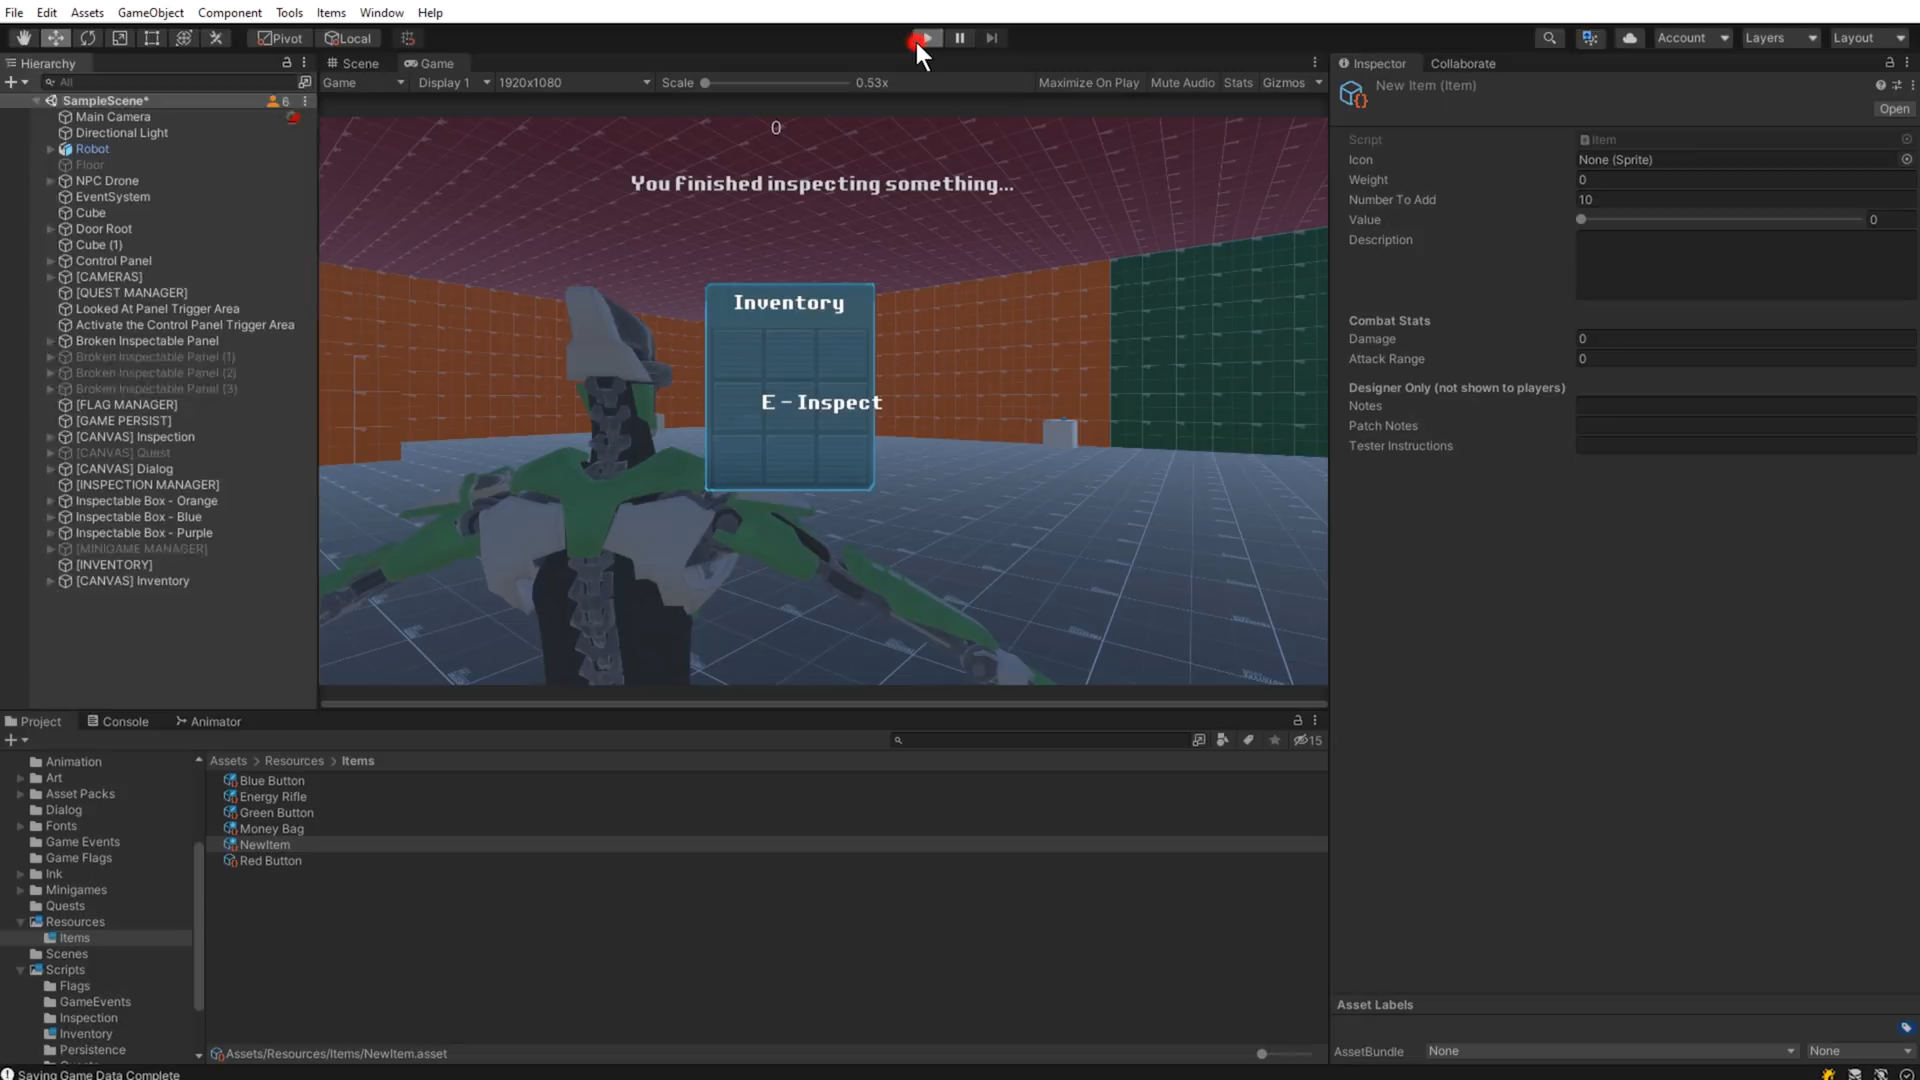 File Edit Assets GameObject Component Tools Items Window Help
Pivot Local Account Layers Layout
Hierarchy
All
SampleScene* 6
Main Camera
Directional Light
Robot
Floor
NPC Drone
EventSystem
Cube
Door Root
Cube (1)
Control Panel
[CAMERAS]
[QUEST MANAGER]
Looked At Panel Trigger Area
Activate the Control Panel Trigger Area
Broken Inspectable Panel
Broken Inspectable Panel (1)
Broken Inspectable Panel (2)
Broken Inspectable Panel (3)
[FLAG MANAGER]
[GAME PERSIST]
[CANVAS] Inspection
[CANVAS] Quest
[CANVAS] Dialog
[INSPECTION MANAGER]
Inspectable Box - Orange
Inspectable Box - Blue
Inspectable Box - Purple
[MINIGAME MANAGER]
[INVENTORY]
[CANVAS] Inventory
Scene Game
Game Display 1 1920x1080 Scale 0.53x Maximize On Play Mute Audio Stats Gizmos
0
You finished inspecting something...
Inventory
E - Inspect
Inspector Collaborate
New Item (Item)
Open
Script Item
Icon None (Sprite)
Weight 0
Number To Add 10
Value 0
Description
Combat Stats
Damage 0
Attack Range 0
Designer Only (not shown to players)
Notes
Patch Notes
Tester Instructions
Asset Labels
AssetBundle None None
Project Console Animator
15
Animation
Art
Asset Packs
Dialog
Fonts
Game Events
Game Flags
Ink
Minigames
Quests
Resources
Items
Scenes
Scripts
Flags
GameEvents
Inspection
Inventory
Persistence
Assets > Resources > Items
Blue Button
Energy Rifle
Green Button
Money Bag
NewItem
Red Button
Assets/Resources/Items/NewItem.asset
Saving Game Data Complete